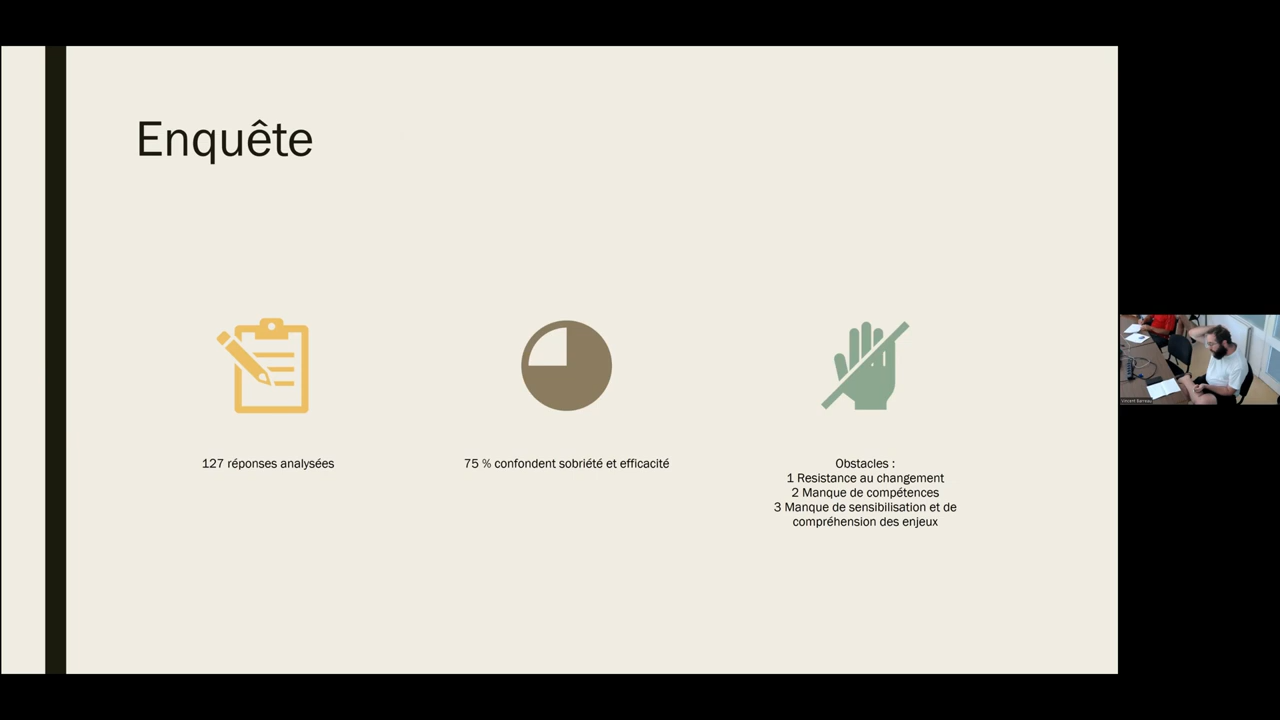 Enquête
127 réponses analysées
75 % confondent sobriété et efficacité
Obstacles :
1 Resistance au changement
2 Manque de compétences
3 Manque de sensibilisation et de
compréhension des enjeux